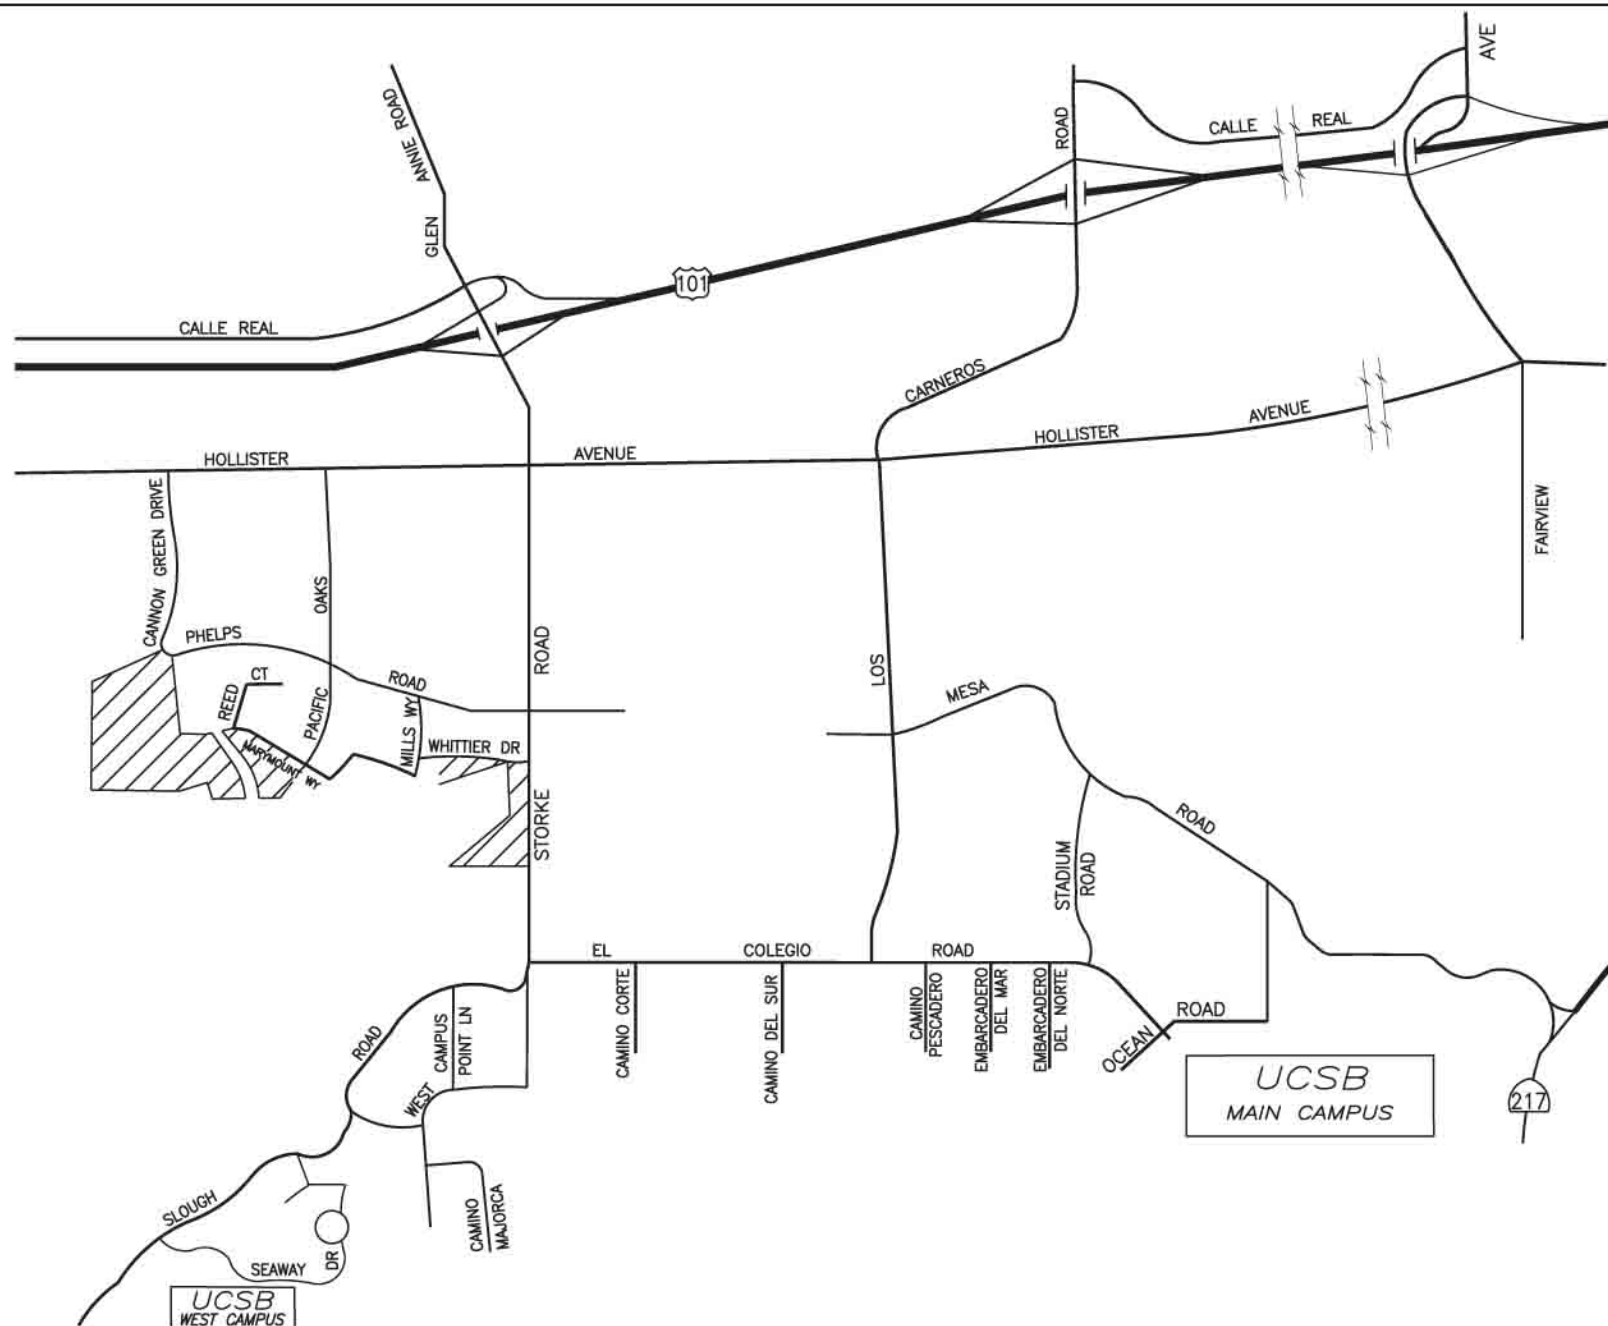 AVE
ANNIE ROAD
ROAD
CALLE
REAL
GLEN
101
CALLE REAL
CARNEROS
AVENUE
HOLLISTER
HOLLISTER
AVENUE
CANNON GREEN DRIVE
FAIRVIEW
OAKS
PHELPS
ROAD
LOS
CT
REED
ROAD
PACIFIC
MESA
MILLS WY
WHITTIER DR
MARYMOUNT WY
STORKE
ROAD
STADIUM
ROAD
EL
COLEGIO
ROAD
CAMINO CORTE
CAMINO DEL SUR
CAMINO
PESCADERO
EMBARCADERO
DEL MAR
EMBARCADERO
DEL NORTE
OCEAN
ROAD
ROAD
CAMPUS
POINT LN
WEST
UCSB
MAIN CAMPUS
217
SLOUGH
CAMINO
MAJORCA
SEAWAY
DR
UCSB
WEST CAMPUS